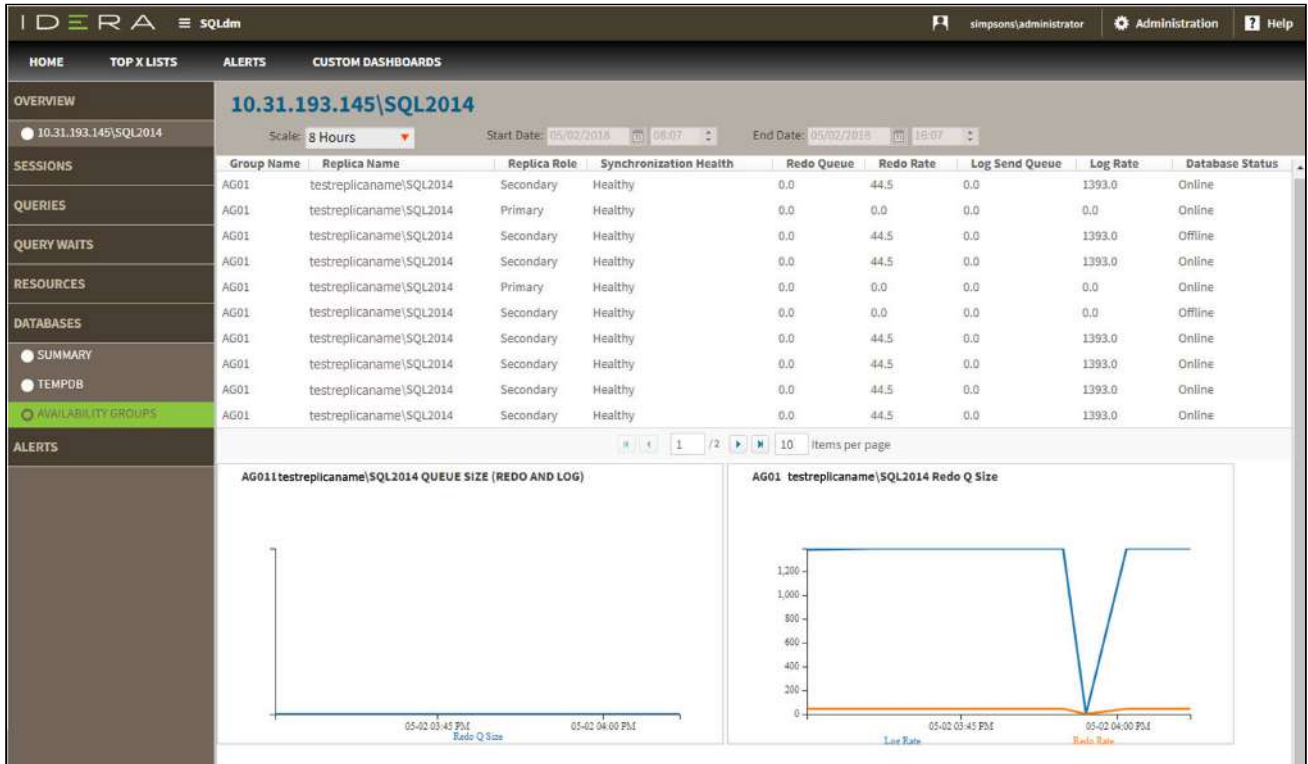 IDERA SQLdm simpsons\administrator Administration ? Help
HOME TOP X LISTS ALERTS CUSTOM DASHBOARDS
OVERVIEW
10.31.193.145\SQL2014
SESSIONS
QUERIES
QUERY WAITS
RESOURCES
DATABASES
SUMMARY
TEMPDB
AVAILABILITY GROUPS
ALERTS
10.31.193.145\SQL2014
Scale: 8 Hours Start Date: 05/02/2018 08:07 End Date: 05/02/2018 16:07
Group Name Replica Name Replica Role Synchronization Health Redo Queue Redo Rate Log Send Queue Log Rate Database Status
AG01 testreplicaname\SQL2014 Secondary Healthy 0.0 44.5 0.0 1393.0 Online
AG01 testreplicaname\SQL2014 Primary Healthy 0.0 0.0 0.0 0.0 Online
AG01 testreplicaname\SQL2014 Secondary Healthy 0.0 44.5 0.0 1393.0 Offline
AG01 testreplicaname\SQL2014 Secondary Healthy 0.0 44.5 0.0 1393.0 Online
AG01 testreplicaname\SQL2014 Primary Healthy 0.0 0.0 0.0 0.0 Online
AG01 testreplicaname\SQL2014 Secondary Healthy 0.0 0.0 0.0 0.0 Offline
AG01 testreplicaname\SQL2014 Secondary Healthy 0.0 44.5 0.0 1393.0 Online
AG01 testreplicaname\SQL2014 Secondary Healthy 0.0 44.5 0.0 1393.0 Online
AG01 testreplicaname\SQL2014 Secondary Healthy 0.0 44.5 0.0 1393.0 Online
AG01 testreplicaname\SQL2014 Secondary Healthy 0.0 44.5 0.0 1393.0 Online
1 /2 10 Items per page
AG011testreplicaname\SQL2014 QUEUE SIZE (REDO AND LOG)
05-02 03:45 PM 05-02 04:00 PM
Redo Q Size
AG01 testreplicaname\SQL2014 Redo Q Size
1,200
1,000
800
600
400
200
0
05-02 03:45 PM 05-02 04:00 PM
Log Rate Redo Rate